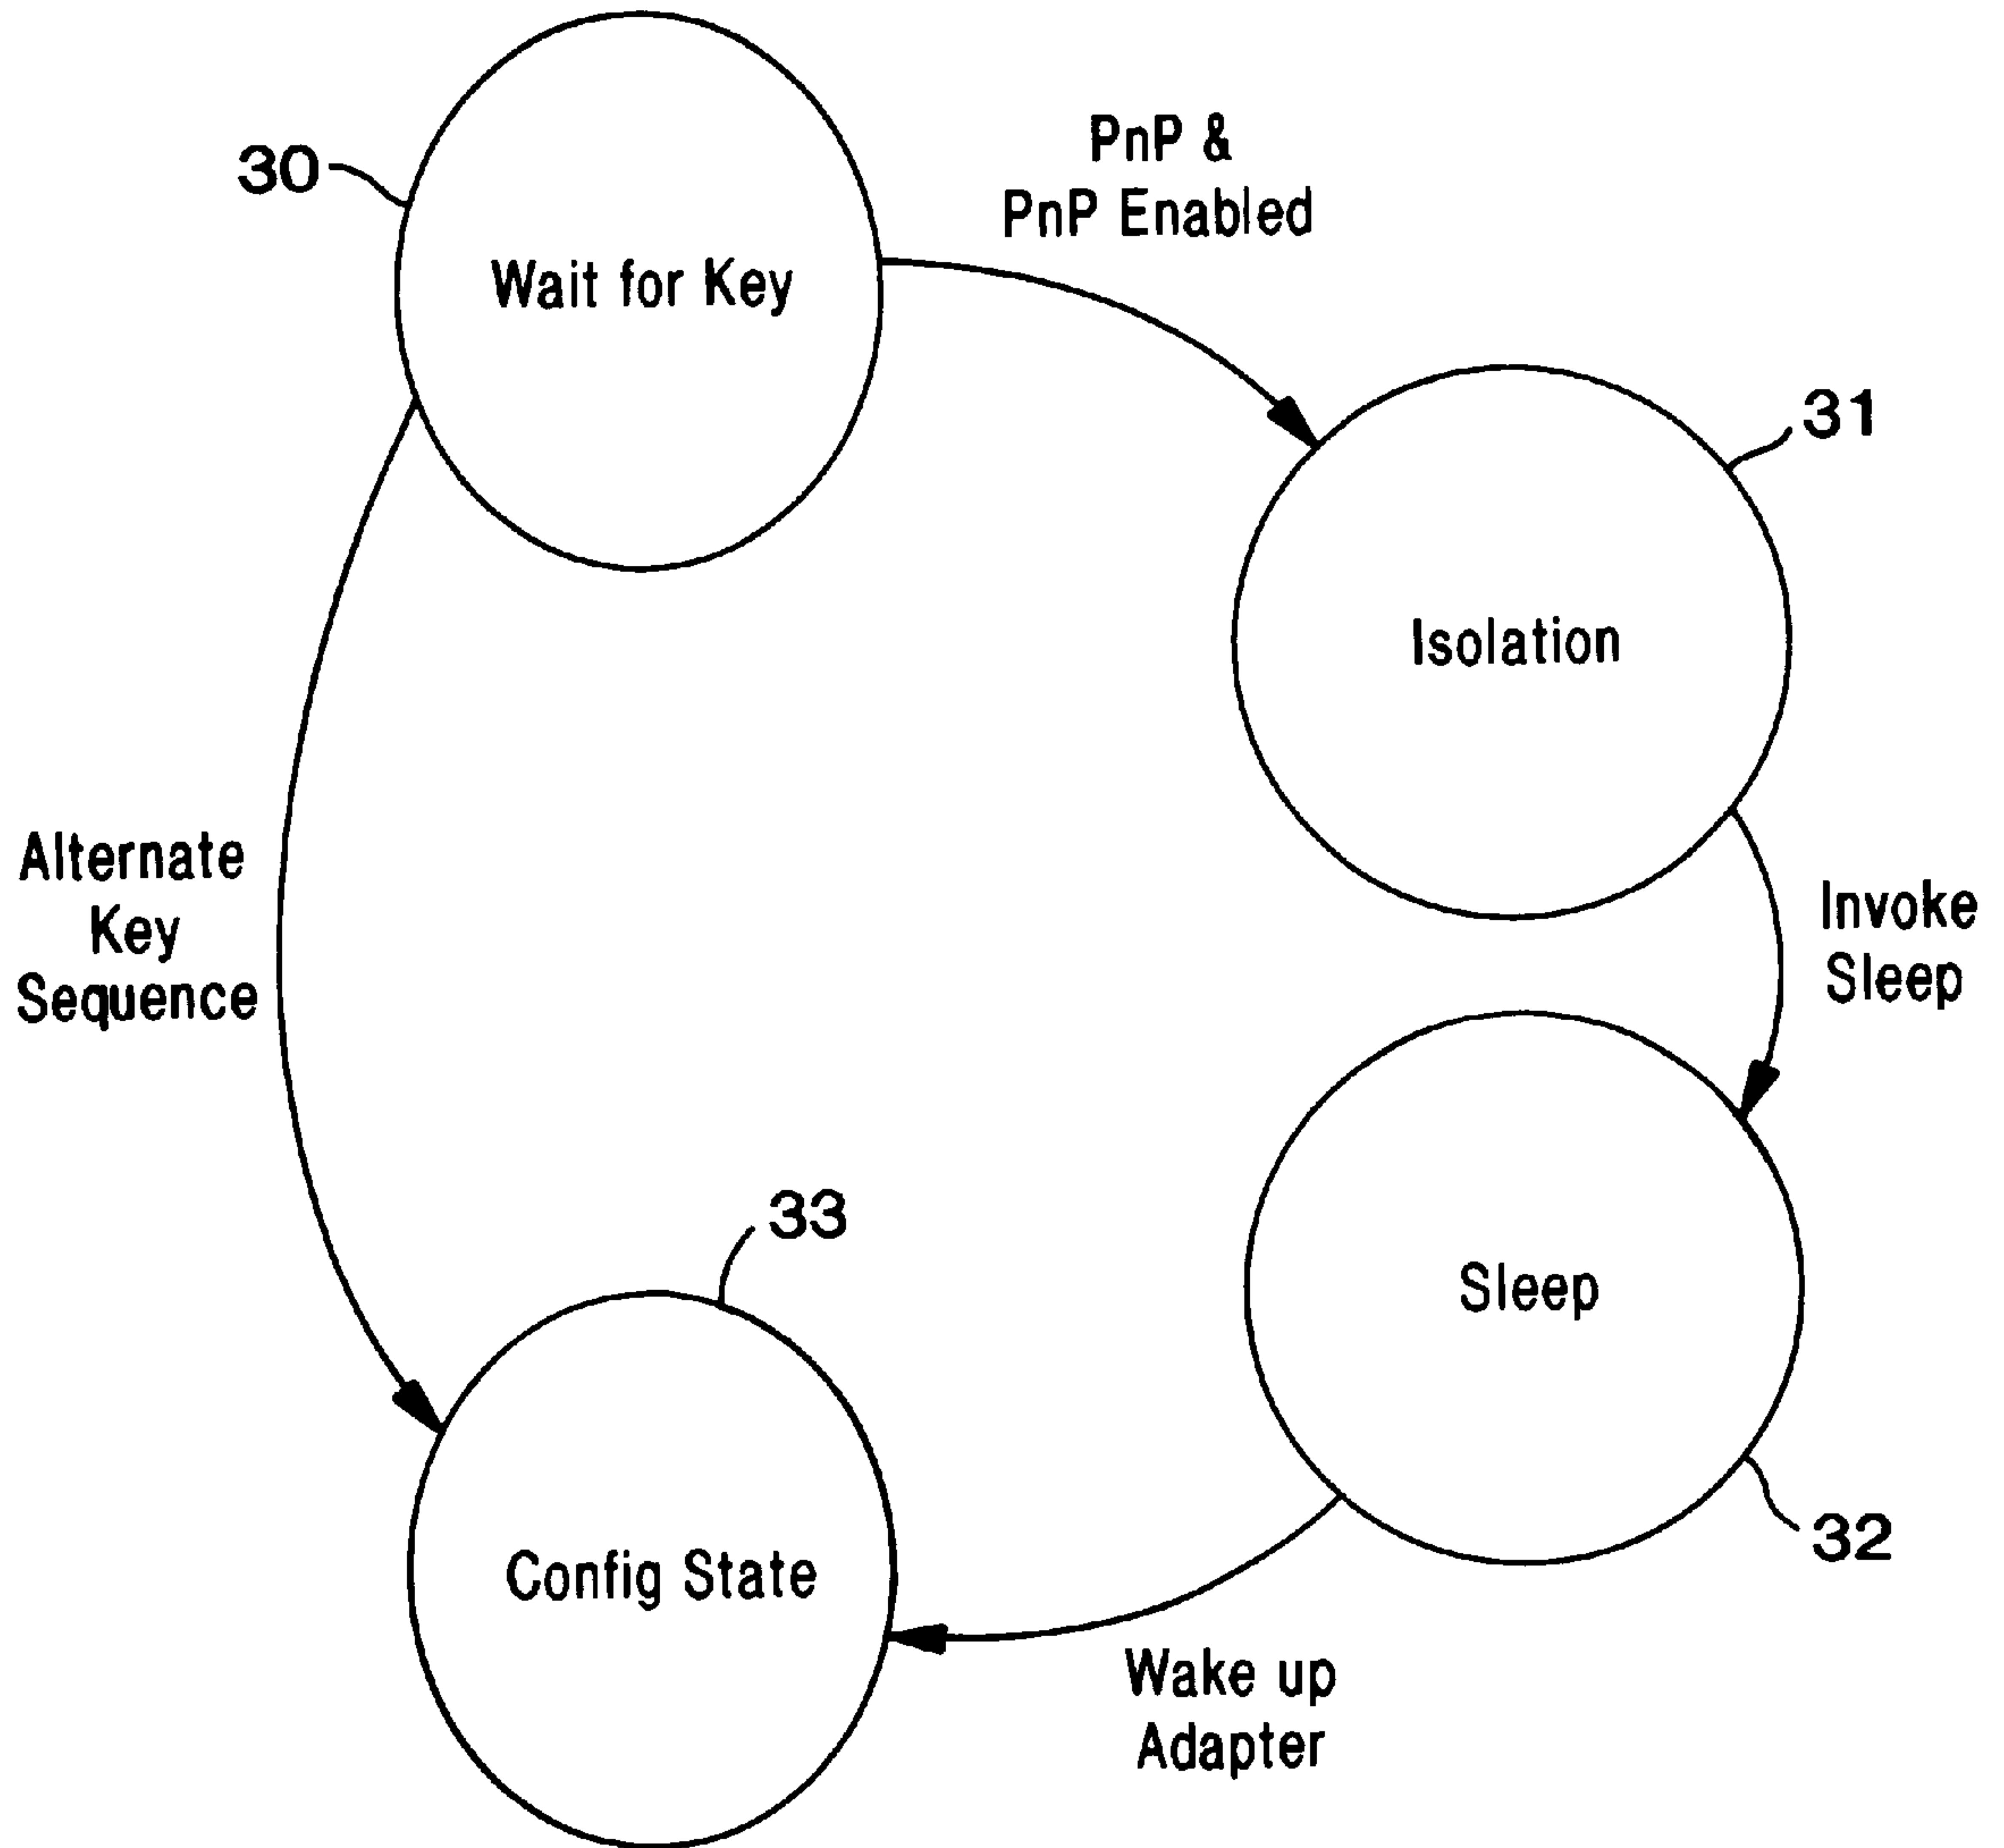 30
Wait for Key
PnP &
PnP Enabled
31
Isolation
Alternate
Key
Sequence
Invoke
Sleep
33
Sleep
32
Config State
Wake up
Adapter